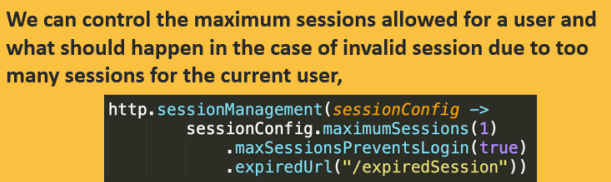 We can control the maximum sessions allowed for a user and
what should happen in the case of invalid session due to too
many sessions for the current user,
http.sessionManagement(sessionConfig ->
sessionConfig.maximumSessions(1)
.maxSessionsPreventsLogin(true)
.expiredUrl("/expiredSession"))